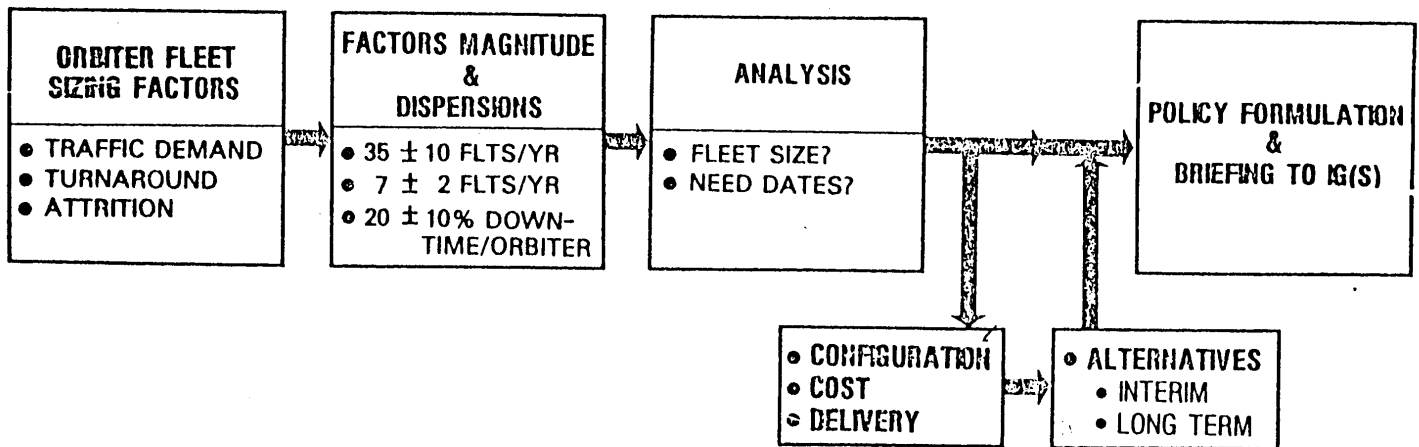 ORBITER FLEET
SIZING FACTORS
● TRAFFIC DEMAND
● TURNAROUND
● ATTRITION
FACTORS MAGNITUDE
&
DISPERSIONS
● 35 ± 10 FLTS/YR
● 7 ± 2 FLTS/YR
● 20 ± 10% DOWN-
TIME/ORBITER
ANALYSIS
● FLEET SIZE?
● NEED DATES?
POLICY FORMULATION
&
BRIEFING TO IG(S)
● CONFIGURATION
● COST
● DELIVERY
● ALTERNATIVES
● INTERIM
● LONG TERM